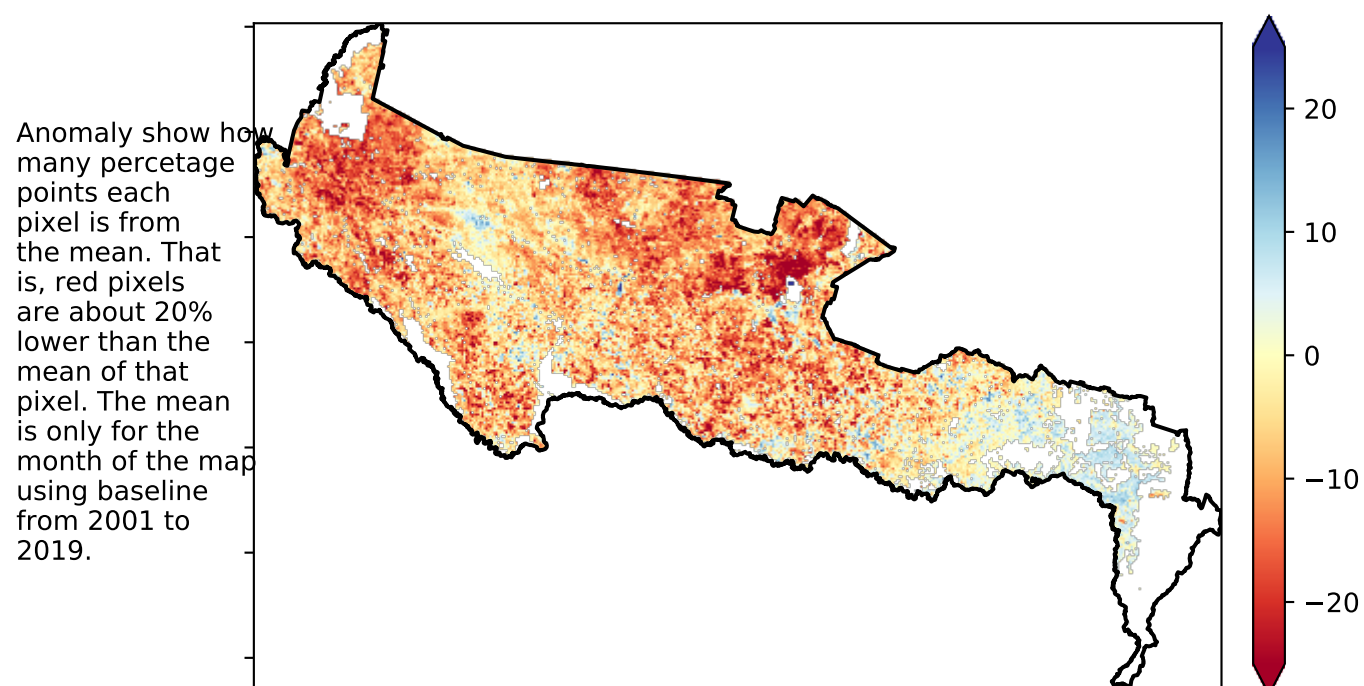 Anomaly show how
many percetage
points each
pixel is from
the mean. That
is, red pixels
are about 20%
lower than the
mean of that
pixel. The mean
is only for the
month of the map
using baseline
from 2001 to
2019.
20
10
0
−10
−20